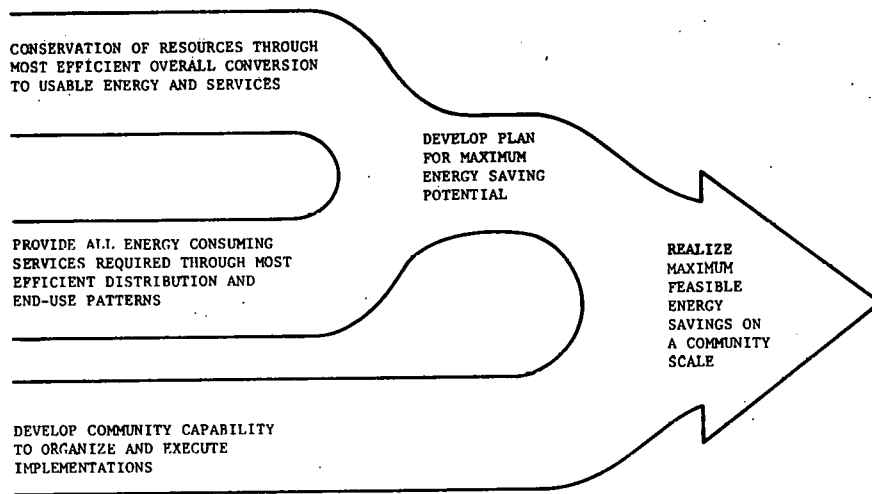 CONSERVATION OF RESOURCES THROUGH
MOST EFFICIENT OVERALL CONVERSION
TO USABLE ENERGY AND SERVICES
DEVELOP PLAN
FOR MAXIMUM
ENERGY SAVING
POTENTIAL
PROVIDE ALL ENERGY CONSUMING
SERVICES REQUIRED THROUGH MOST
EFFICIENT DISTRIBUTION AND
END-USE PATTERNS
REALIZE
MAXIMUM
FEASIBLE
ENERGY
SAVINGS ON
A COMMUNITY
SCALE
DEVELOP COMMUNITY CAPABILITY
TO ORGANIZE AND EXECUTE
IMPLEMENTATIONS